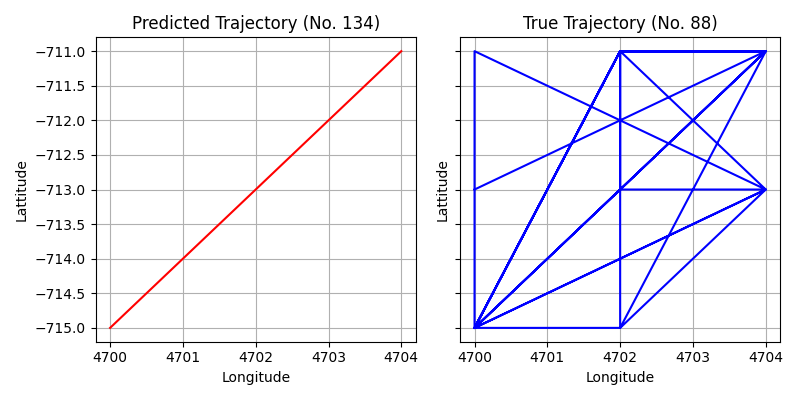 Predicted Trajectory (No. 134)
True Trajectory (No. 88)
−711.0
−711.5
−712.0
−712.5
−713.0
−713.5
−714.0
−714.5
−715.0
Lattitude
Lattitude
4700 4701 4702 4703 4704
4700 4701 4702 4703 4704
Longitude
Longitude